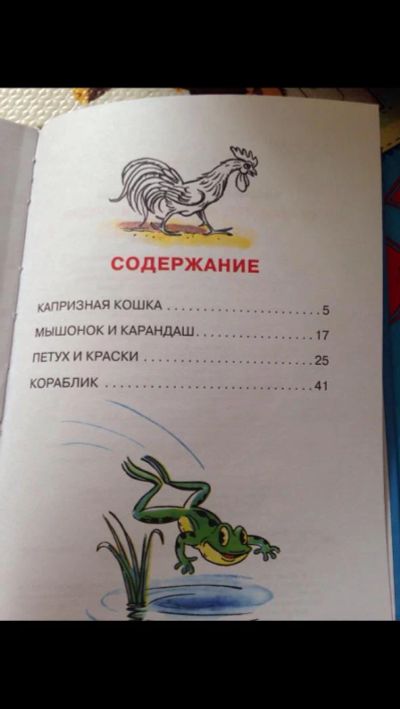 СОДЕРЖАНИЕ
КАПРИЗНАЯ КОШКА ........................ 5
МЫШОНОК И КАРАНДАШ.................... 17
ПЕТУХ И КРАСКИ ........................... 25
КОРАБЛИК ................................. 41